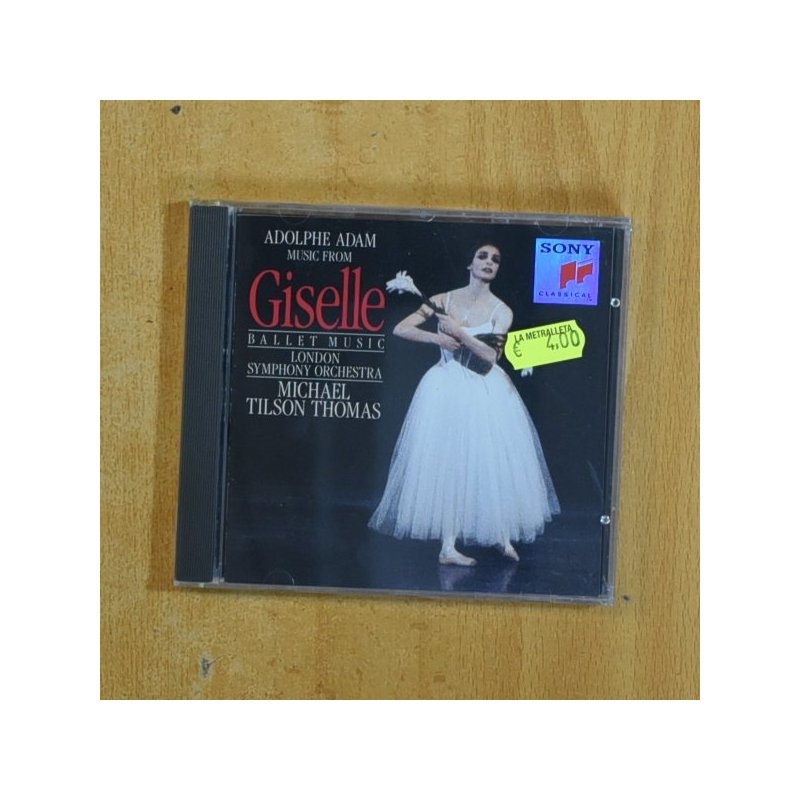 ADOLPHE ADAM
MUSIC FROM
Giselle
BALLET MUSIC
LONDON
SYMPHONY ORCHESTRA
MICHAEL
TILSON THOMAS
SONY
CLASSICAL
LA METRALLETA
€ 4,00